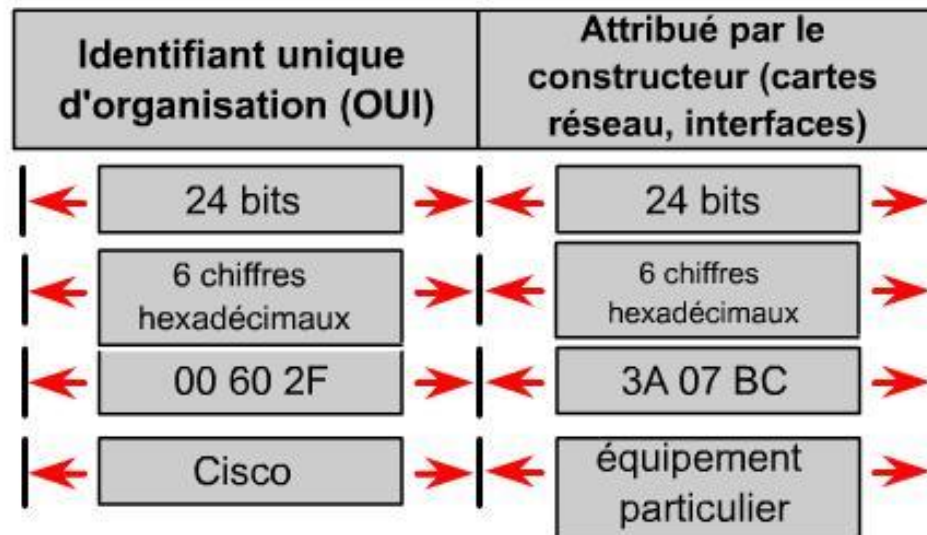 Identifiant unique
d'organisation (OUI)
Attribué par le
constructeur (cartes
réseau, interfaces)
24 bits
24 bits
6 chiffres
hexadécimaux
6 chiffres
hexadécimaux
00 60 2F
3A 07 BC
Cisco
équipement
particulier